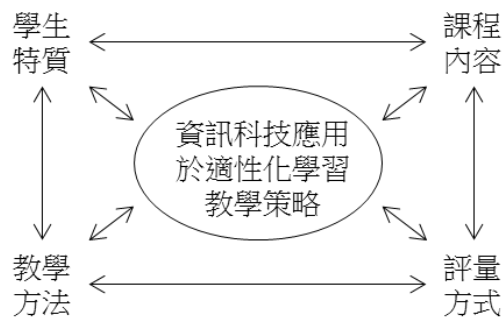 學生
特質
課程
內容
資訊科技應用
於適性化學習
教學策略
教學
方法
評量
方式